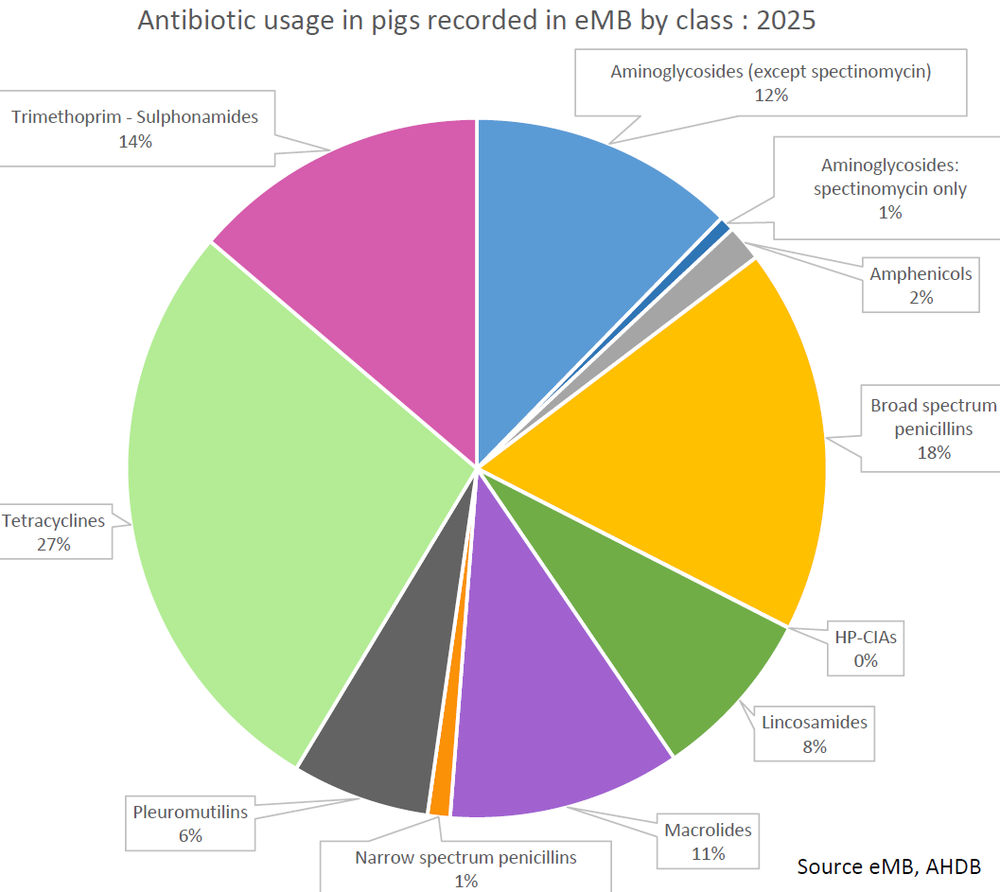 Antibiotic usage in pigs recorded in eMB by class : 2025
Aminoglycosides (except spectinomycin)
12%
Trimethoprim - Sulphonamides
14%
Aminoglycosides:
spectinomycin only
1%
Amphenicols
2%
Broad spectrum
penicillins
18%
Tetracyclines
27%
HP-CIAs
0%
Lincosamides
8%
Pleuromutilins
6%
Macrolides
11%
Narrow spectrum penicillins
1%
Source eMB, AHDB